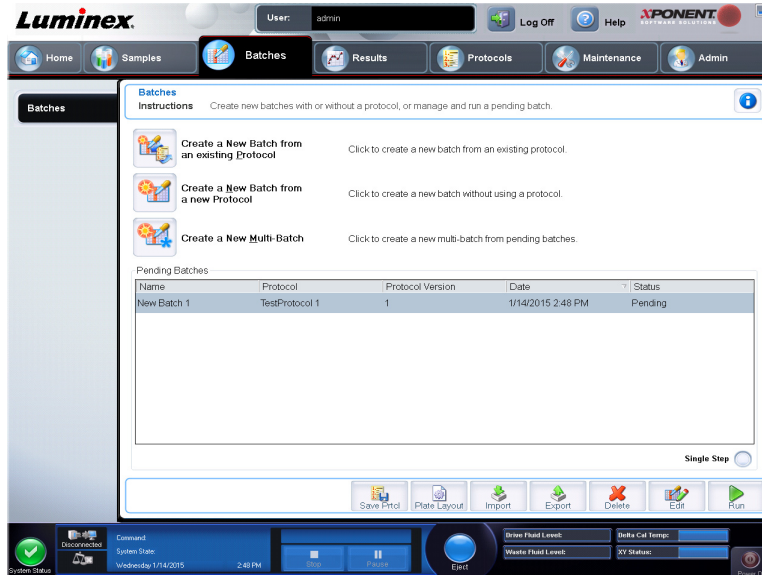 Luminex.
User: admin
Log Off
Help
XPONENT
SOFTWARE SOLUTIONS
Home
Samples
Batches
Results
Protocols
Maintenance
Admin
Batches
Batches
Instructions Create new batches with or without a protocol, or manage and run a pending batch.
Create a New Batch from
an existing Protocol
Click to create a new batch from an existing protocol.
Create a New Batch from
a new Protocol
Click to create a new batch without using a protocol.
Create a New Multi-Batch
Click to create a new multi-batch from pending batches.
Pending Batches
Name Protocol Protocol Version Date Status
New Batch 1 TestProtocol 1 1 1/14/2015 2:48 PM Pending
Single Step
Save Prtcl
Plate Layout
Import
Export
Delete
Edit
Run
System Status
Disconnected
Command:
System State:
Wednesday 1/14/2015 2:48 PM
Stop
Pause
Eject
Drive Fluid Level:
Waste Fluid Level:
Delta Cal Temp:
XY Status: